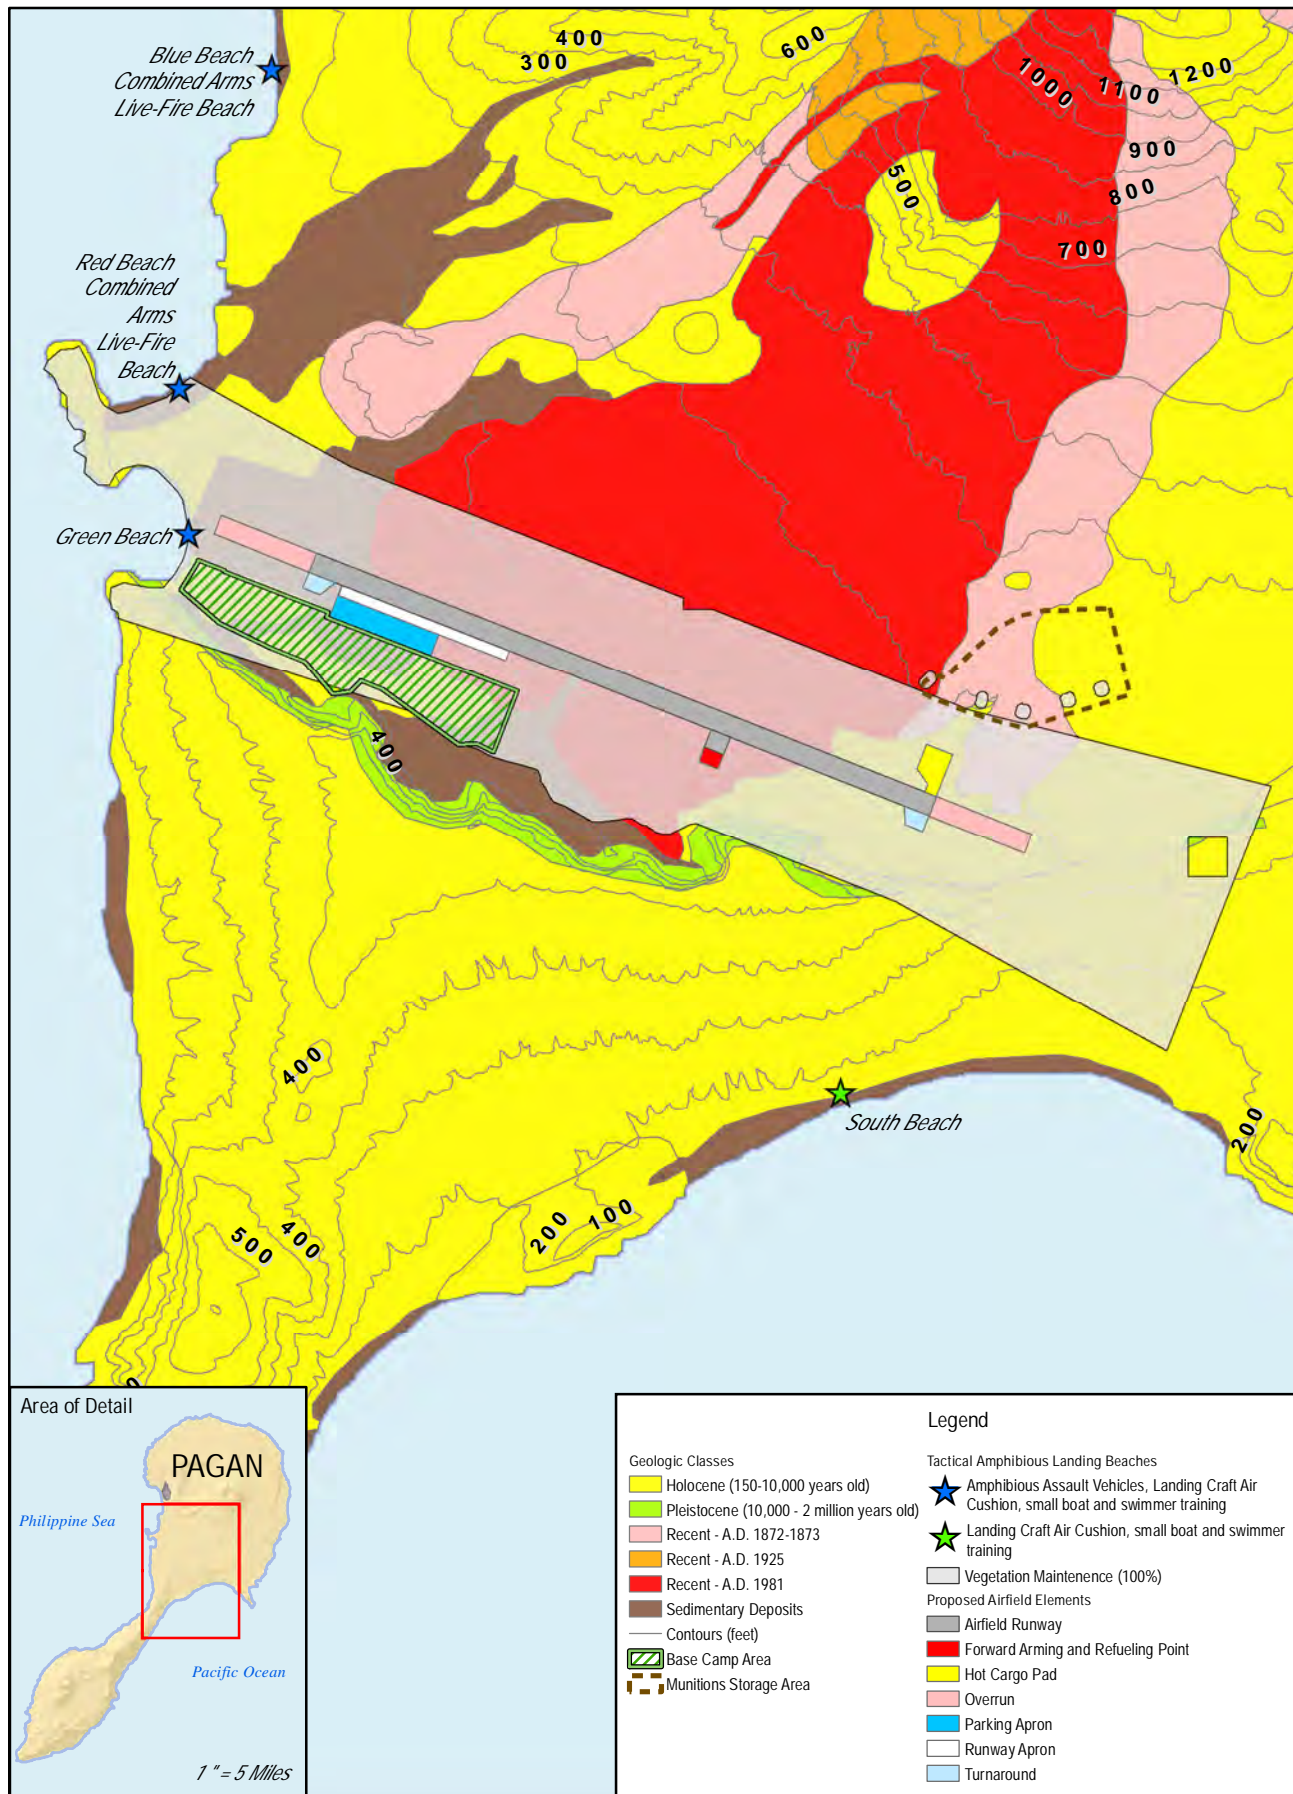 400
300
600
1000
1100
1200
900
800
700
500
Blue Beach
Combined Arms
Live-Fire Beach
Red Beach
Combined
Arms
Live-Fire
Beach
Green Beach
400
400
South Beach
200
200
100
400
500
Area of Detail
PAGAN
Philippine Sea
Pacific Ocean
1 " = 5 Miles
Legend
Geologic Classes
Holocene (150-10,000 years old)
Pleistocene (10,000 - 2 million years old)
Recent - A.D. 1872-1873
Recent - A.D. 1925
Recent - A.D. 1981
Sedimentary Deposits
Contours (feet)
Base Camp Area
Munitions Storage Area
Tactical Amphibious Landing Beaches
Amphibious Assault Vehicles, Landing Craft Air
Cushion, small boat and swimmer training
Landing Craft Air Cushion, small boat and swimmer
training
Vegetation Maintenence (100%)
Proposed Airfield Elements
Airfield Runway
Forward Arming and Refueling Point
Hot Cargo Pad
Overrun
Parking Apron
Runway Apron
Turnaround